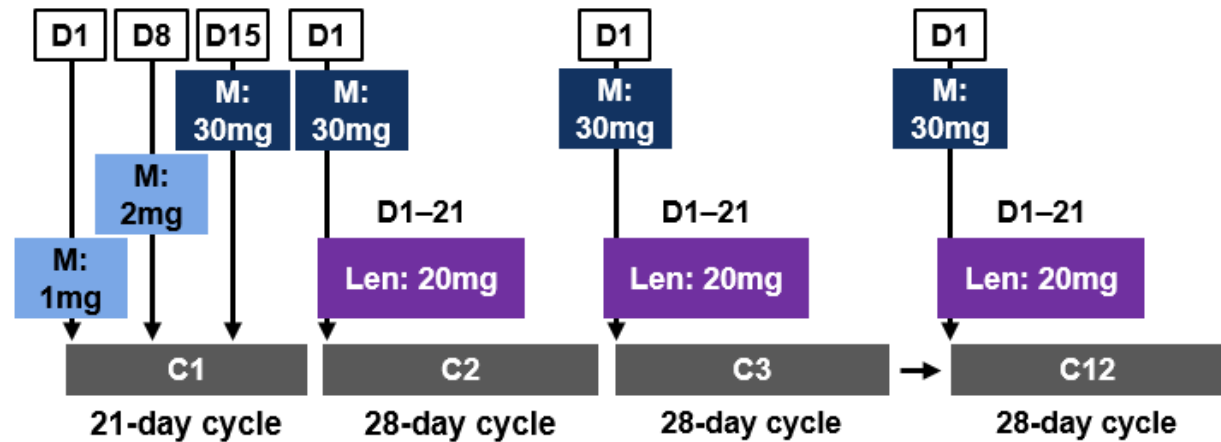 D1 D8 D15 D1 D1 D1
M:
30mg
M:
30mg
M:
30mg
M:
30mg
M:
2mg
D1–21 D1–21 D1–21
M:
1mg
Len: 20mg Len: 20mg Len: 20mg
C1 C2 C3 C12
21-day cycle 28-day cycle 28-day cycle 28-day cycle